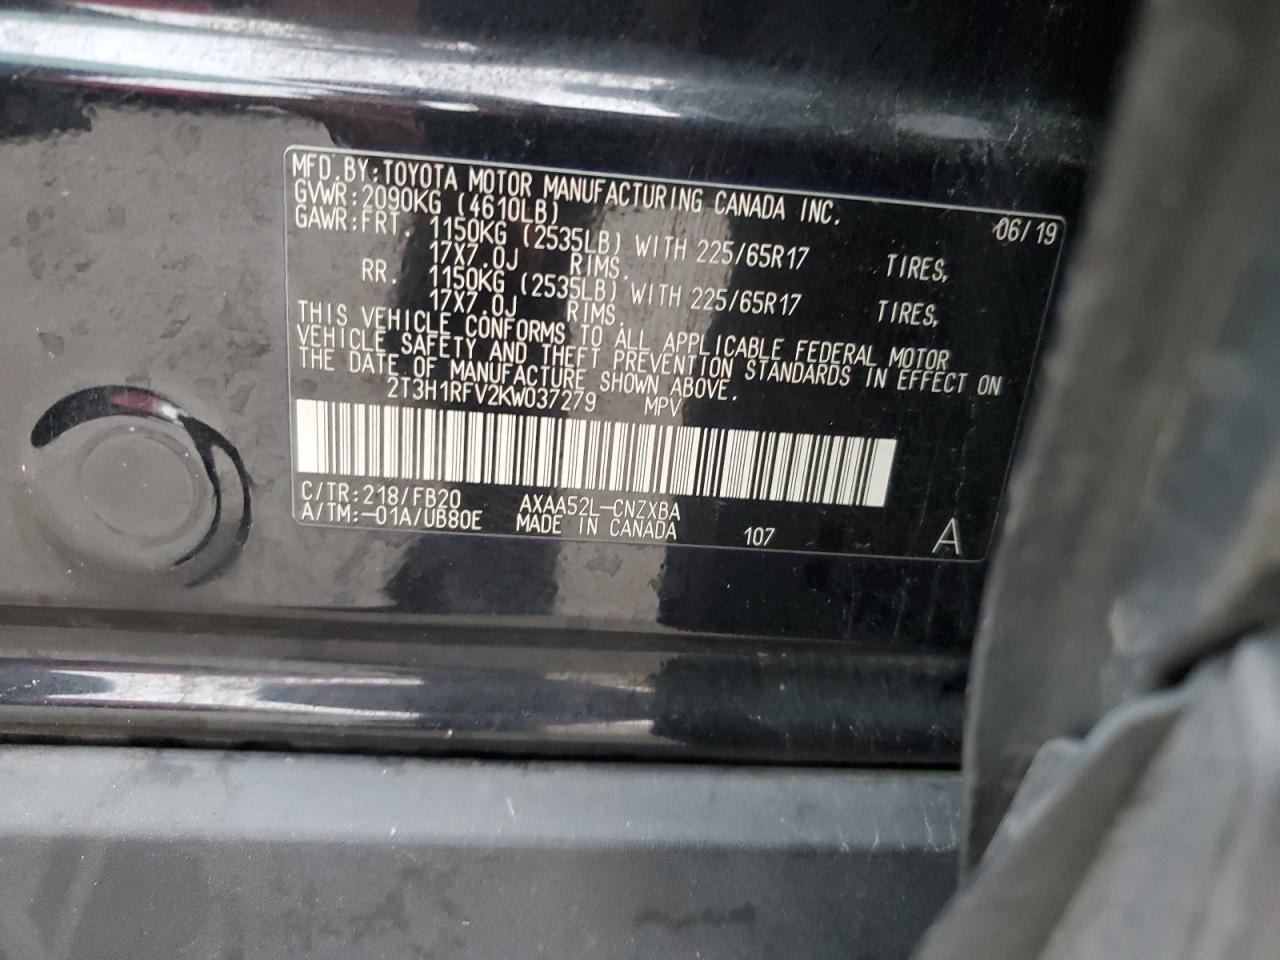 MFD.BY:TOYOTA MOTOR MANUFACTURING CANADA INC. 06/19
GVWR:2090KG (4610LB)
GAWR:FRT. 1150KG (2535LB) WITH 225/65R17 TIRES,
17X7.0J RIMS.
RR. 1150KG (2535LB) WITH 225/65R17 TIRES,
17X7.0J RIMS.
THIS VEHICLE CONFORMS TO ALL APPLICABLE FEDERAL MOTOR
VEHICLE SAFETY AND THEFT PREVENTION STANDARDS IN EFFECT ON
THE DATE OF MANUFACTURE SHOWN ABOVE.
2T3H1RFV2KW037279 MPV
C/TR:218/FB20 AXAA52L-CNZXBA
A/TM:-01A/UB80E MADE IN CANADA 107 A